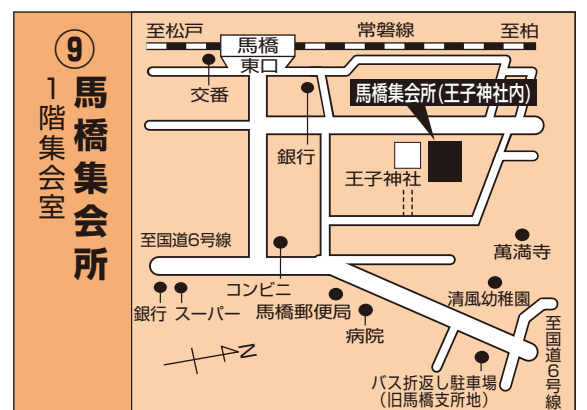 ⑨
馬橋集会所
1階集会室
至松戸
常磐線
至柏
馬橋
東口
交番
銀行
馬橋集会所(王子神社内)
王子神社
至国道6号線
萬満寺
コンビニ
銀行
スーパー
馬橋郵便局
病院
清風幼稚園
至国道6号線
バス折返し駐車場
(旧馬橋支所地)
N